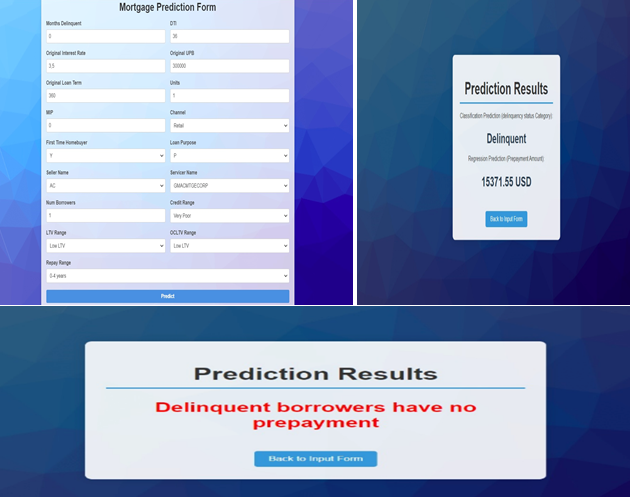 Mortgage Prediction Form
Months Delinquent DTI
0 30
Original Interest Rate Original UPB
3.5 300000
Original Loan Term Units
360 1
MIP Channel
0 Retail
First Time Homebuyer Loan Purpose
Y P
Seller Name Servicer Name
AC GMACMTGECORP
Num Borrowers Credit Range
1 Very Poor
LTV Range OCLTV Range
Low LTV Low LTV
Repay Range
0-4 years
Predict
Prediction Results
Classification Prediction (delinquency status Category)
Delinquent
Regression Prediction (Prepayment Amount)
15371.55 USD
Back to Input Form
Prediction Results
Delinquent borrowers have no
prepayment
Back to Input Form